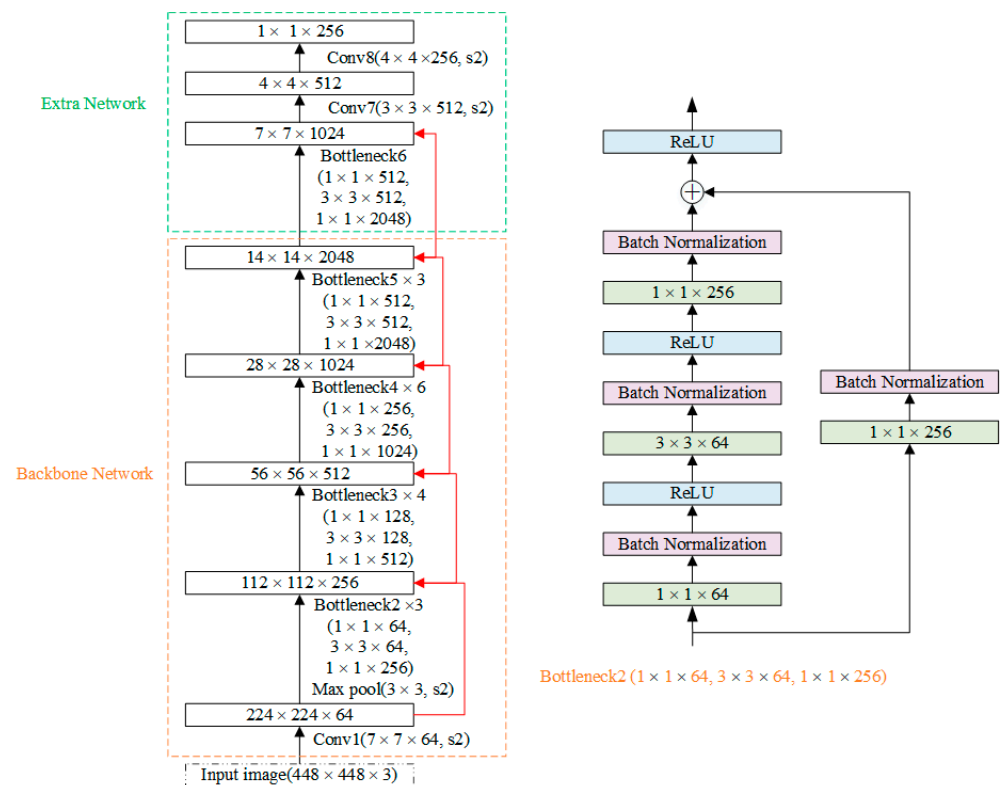 1 × 1 × 256
Conv8(4 × 4 ×256, s2)
4 × 4 × 512
Extra Network
Conv7(3 × 3 × 512, s2)
7 × 7 × 1024
Bottleneck6
(1 × 1 × 512,
3 × 3 × 512,
1 × 1 × 2048)
14 × 14 × 2048
Bottleneck5 × 3
(1 × 1 × 512,
3 × 3 × 512,
1 × 1 ×2048)
28 × 28 × 1024
Bottleneck4 × 6
(1 × 1 × 256,
3 × 3 × 256,
1 × 1 × 1024)
Backbone Network
56 × 56 × 512
Bottleneck3 × 4
(1 × 1 × 128,
3 × 3 × 128,
1 × 1 × 512)
112 × 112 × 256
Bottleneck2 ×3
(1 × 1 × 64,
3 × 3 × 64,
1 × 1 × 256)
Max pool(3 × 3, s2)
224 × 224 × 64
Conv1(7 × 7 × 64, s2)
Input image(448 × 448 × 3)
ReLU
+
Batch Normalization
1 × 1 × 256
ReLU
Batch Normalization
3 × 3 × 64
ReLU
Batch Normalization
1 × 1 × 64
Batch Normalization
1 × 1 × 256
Bottleneck2 (1 × 1 × 64, 3 × 3 × 64, 1 × 1 × 256)